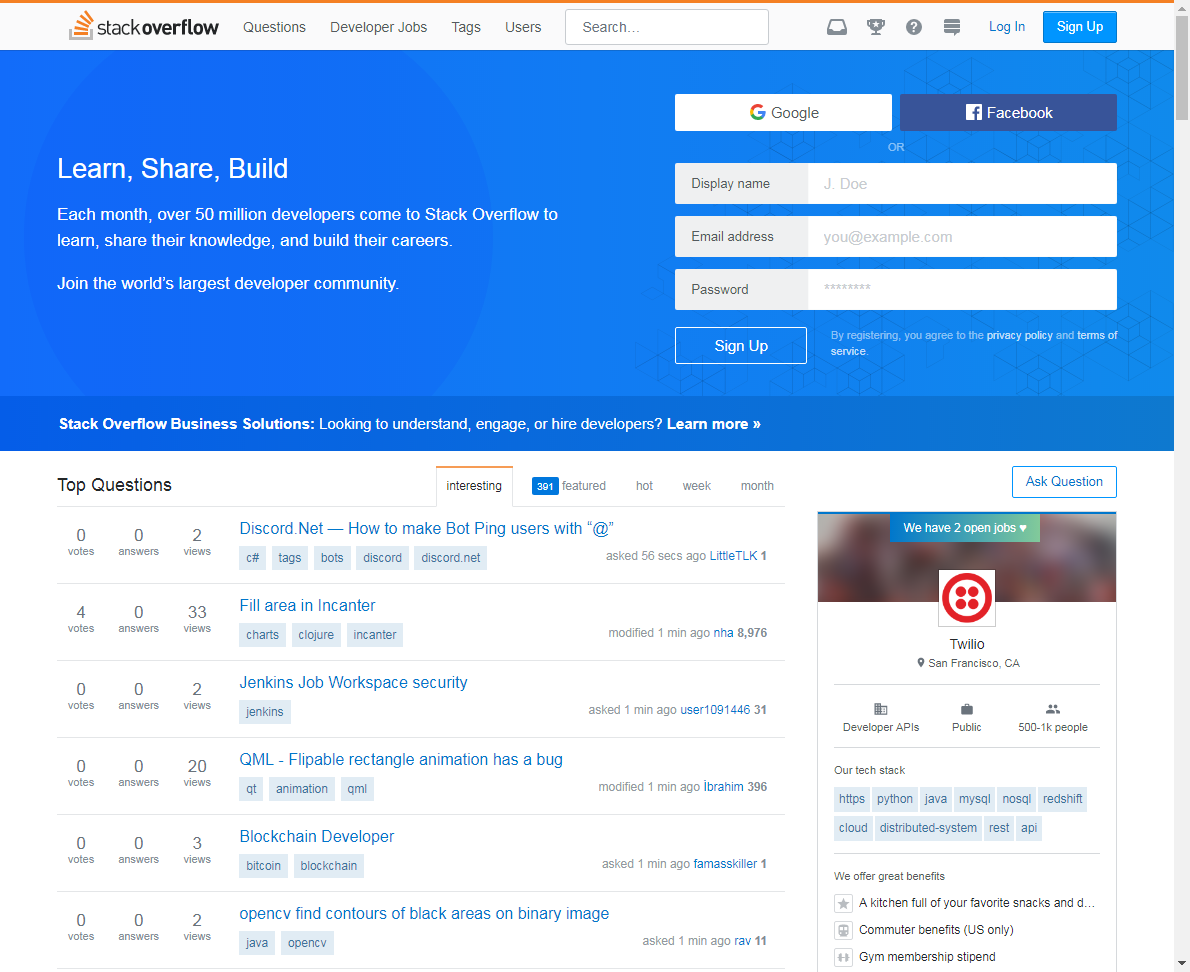 stackoverflow Questions Developer Jobs Tags Users Search... Log In Sign Up
Learn, Share, Build
Each month, over 50 million developers come to Stack Overflow to
learn, share their knowledge, and build their careers.
Join the world's largest developer community.
Google Facebook
OR
Display name J. Doe
Email address you@example.com
Password ********
Sign Up
By registering, you agree to the privacy policy and terms of
service.
Stack Overflow Business Solutions: Looking to understand, engage, or hire developers? Learn more »
Top Questions interesting 391 featured hot week month
0 votes 0 answers 2 views
Discord.Net — How to make Bot Ping users with “@”
c# tags bots discord discord.net
asked 56 secs ago LittleTLK 1
4 votes 0 answers 33 views
Fill area in Incanter
charts clojure incanter
modified 1 min ago nha 8,976
0 votes 0 answers 2 views
Jenkins Job Workspace security
jenkins
asked 1 min ago user1091446 31
0 votes 0 answers 20 views
QML - Flipable rectangle animation has a bug
qt animation qml
modified 1 min ago İbrahim 396
0 votes 0 answers 3 views
Blockchain Developer
bitcoin blockchain
asked 1 min ago famasskiller 1
0 votes 0 answers 2 views
opencv find contours of black areas on binary image
java opencv
asked 1 min ago rav 11
Ask Question
We have 2 open jobs ♥
Twilio
San Francisco, CA
Developer APIs Public 500-1k people
Our tech stack
https python java mysql nosql redshift
cloud distributed-system rest api
We offer great benefits
A kitchen full of your favorite snacks and d...
Commuter benefits (US only)
Gym membership stipend